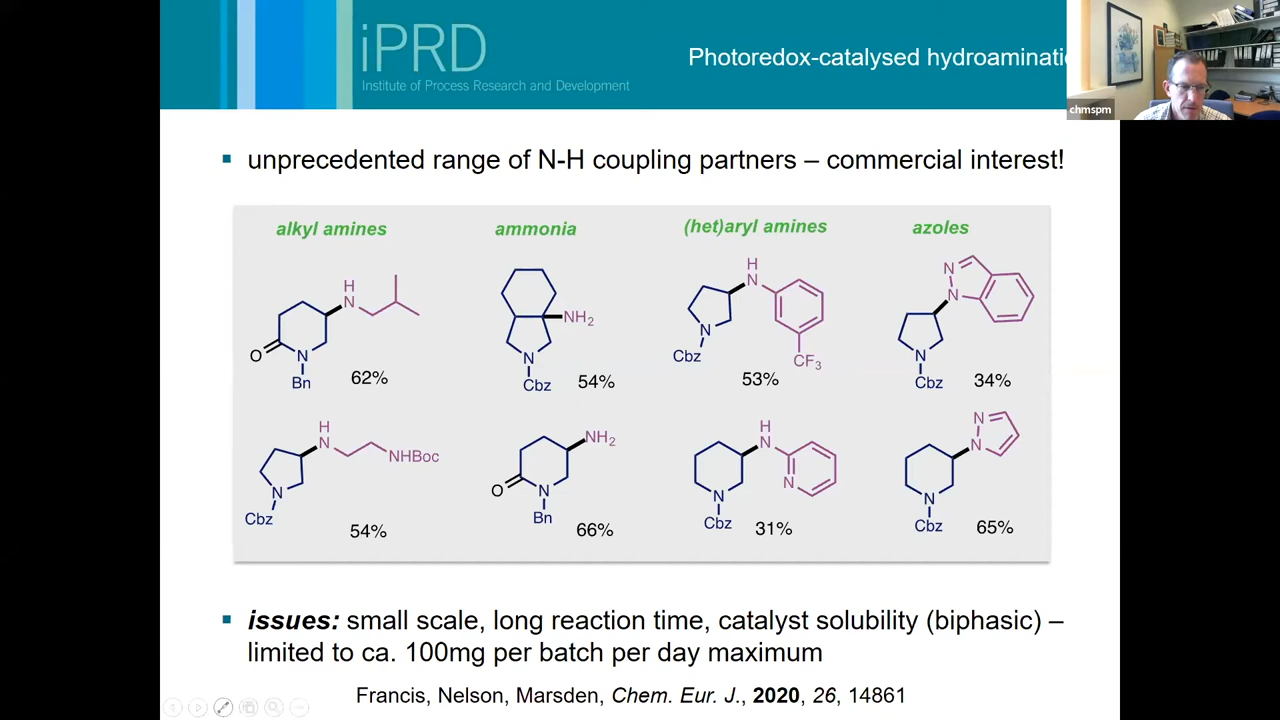 iPRD
Institute of Process Research and Development
Photoredox-catalysed hydroaminati
chmspm
▪ unprecedented range of N-H coupling partners – commercial interest!
alkyl amines
ammonia
(het)aryl amines
azoles
H
N
O
N
Bn
62%
NH2
N
Cbz
54%
H
N
N
Cbz
CF3
53%
N
N
N
Cbz
34%
H
N
NHBoc
N
Cbz
54%
NH2
O
N
Bn
66%
H
N
N
N
Cbz
31%
N
N
N
Cbz
65%
▪ issues: small scale, long reaction time, catalyst solubility (biphasic) –
limited to ca. 100mg per batch per day maximum
Francis, Nelson, Marsden, Chem. Eur. J., 2020, 26, 14861